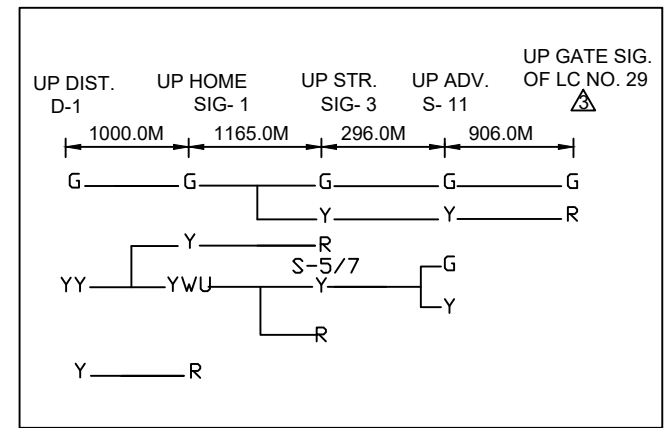 UP GATE SIG.
UP DIST. UP HOME UP STR. UP ADV. OF LC NO. 29
D-1 SIG- 1 SIG- 3 S- 11 3
1000.0M 1165.0M 296.0M 906.0M
G G G G G
Y Y R
Y R
S-5/7
G
YY YWU Y
Y
R
Y R